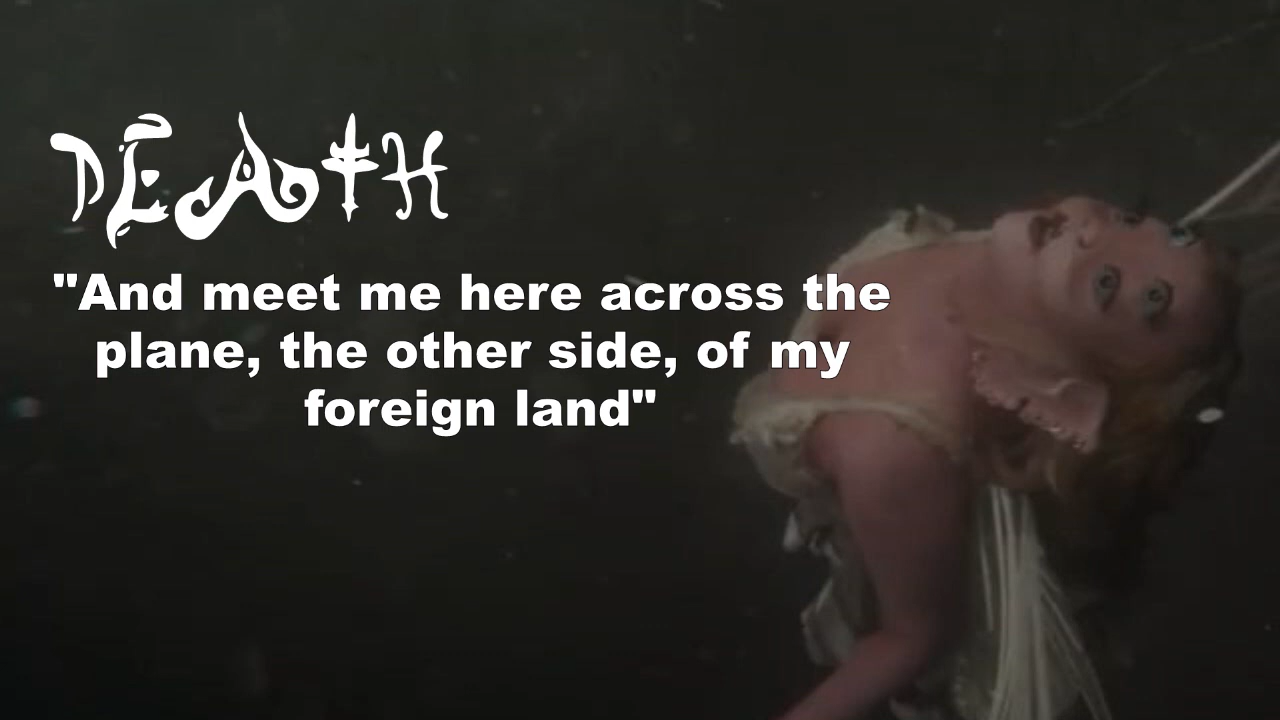 DEATH
"And meet me here across the
plane, the other side, of my
foreign land"